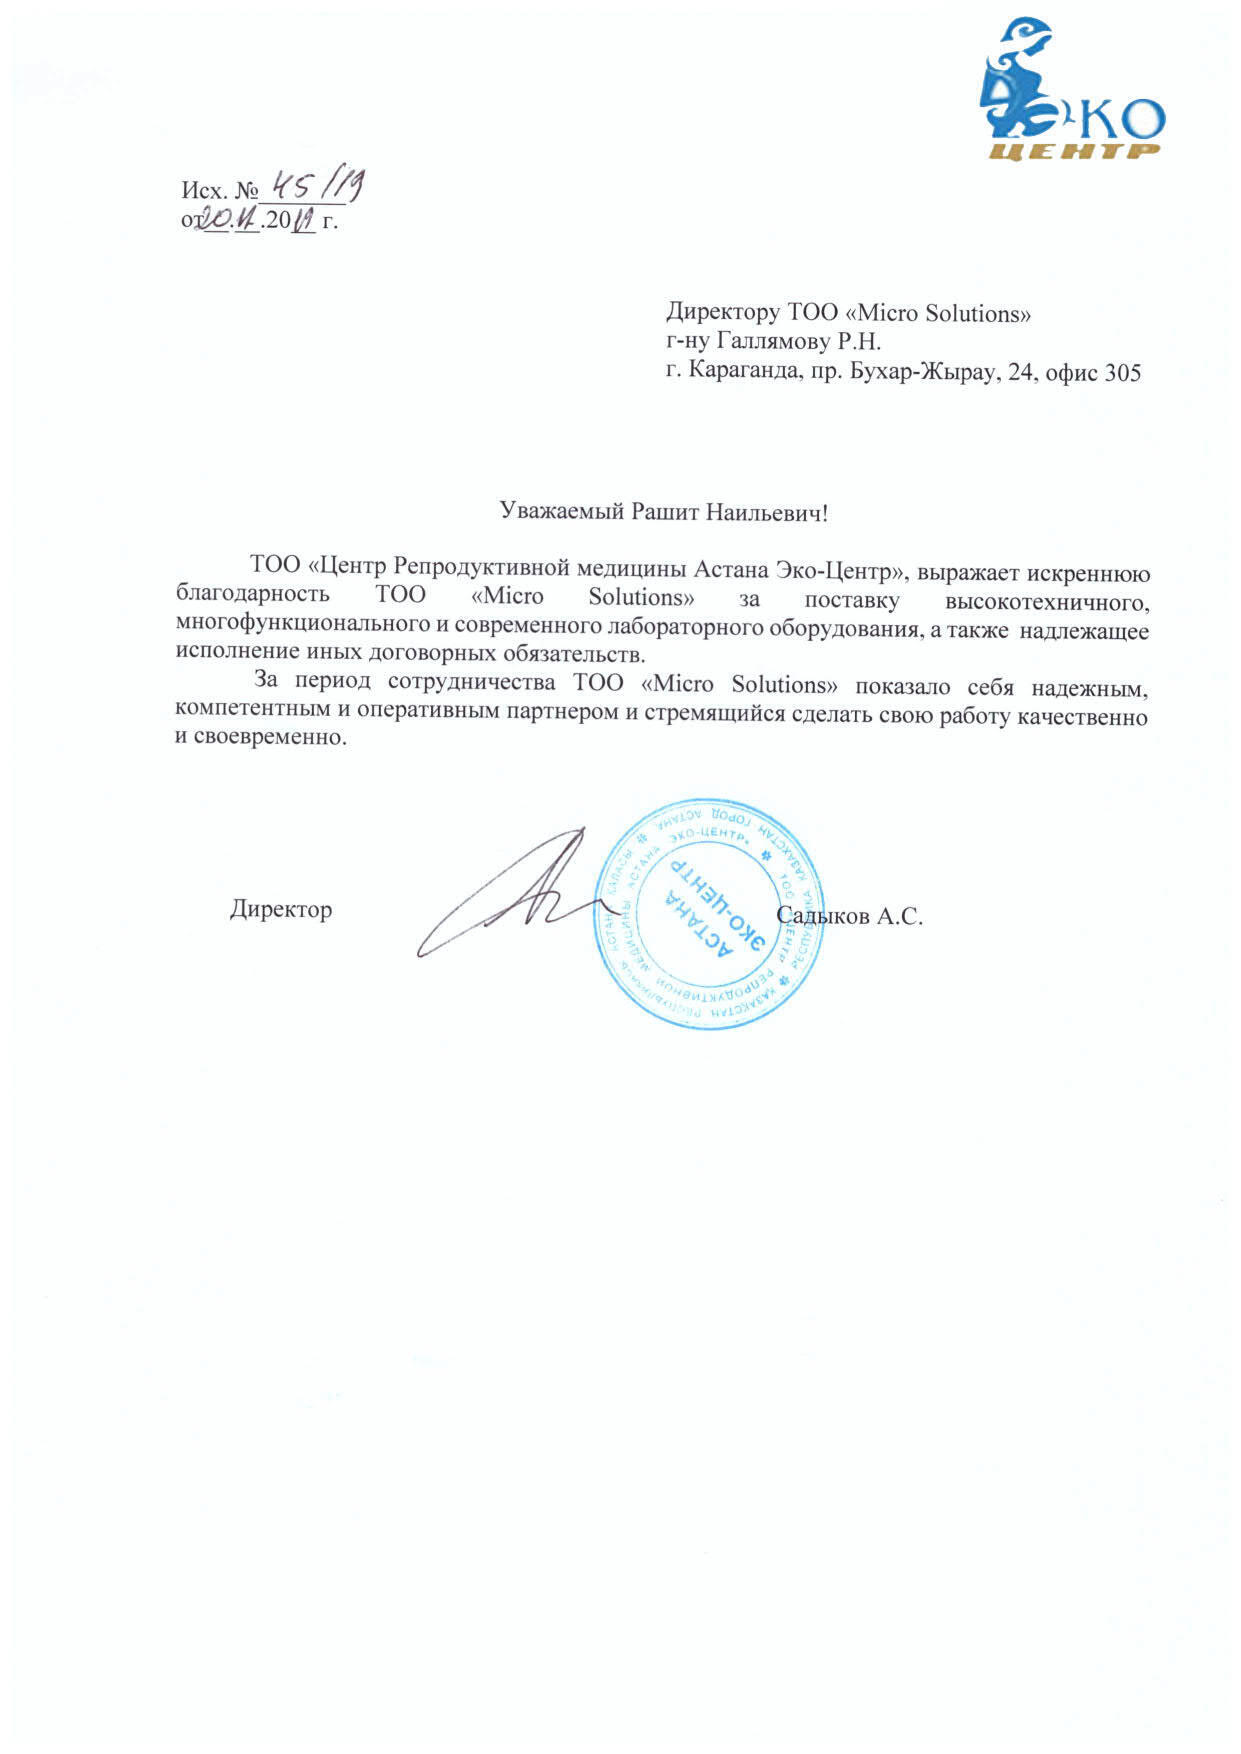 ЭКО
ЦЕНТР
Исх. № 45/19
от 20. .2019 г.
Директору ТОО «Micro Solutions»
г-ну Галлямову Р.Н.
г. Караганда, пр. Бухар-Жырау, 24, офис 305
Уважаемый Рашит Наильевич!
ТОО «Центр Репродуктивной медицины Астана Эко-Центр», выражает искреннюю
благодарность ТОО «Micro Solutions» за поставку высокотехничного,
многофункционального и современного лабораторного оборудования, а также надлежащее
исполнение иных договорных обязательств.
За период сотрудничества ТОО «Micro Solutions» показало себя надежным,
компетентным и оперативным партнером и стремящийся сделать свою работу качественно
и своевременно.
Директор
Садыков А.С.
РЕСПУБЛИКА КАЗАХСТАН ГОРОД АСТАНА
ҚАЗАҚСТАН РЕСПУБЛИКАСЫ АСТАНА ҚАЛАСЫ
ТОО «ЦЕНТР РЕПРОДУКТИВНОЙ МЕДИЦИНЫ АСТАНА ЭКО-ЦЕНТР»
АСТАНА
ЭКО-ЦЕНТР